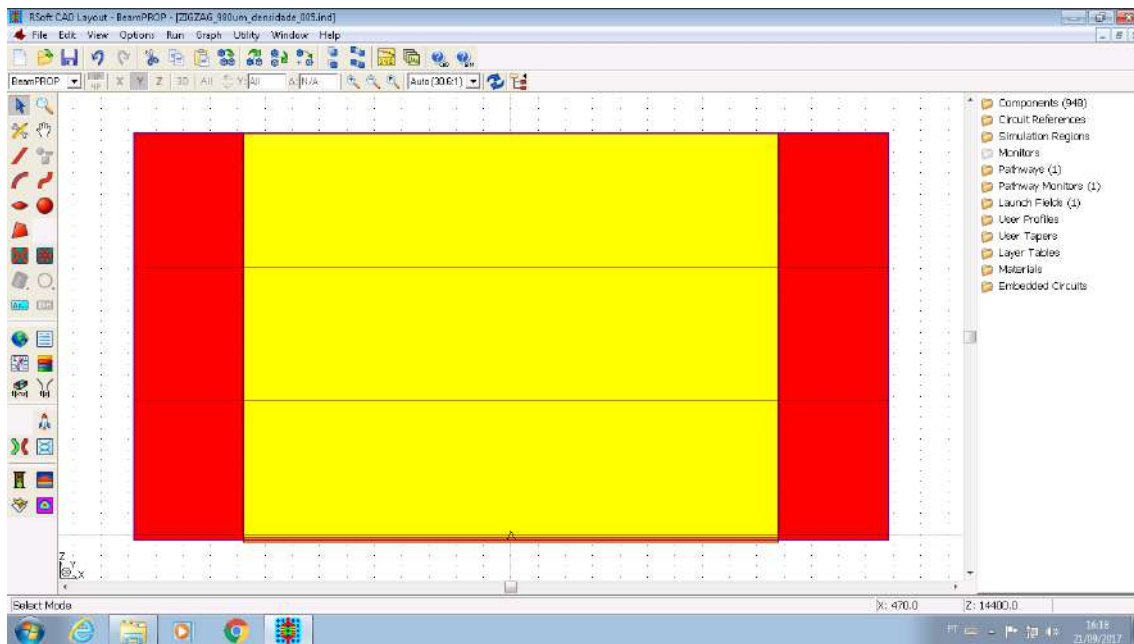 RSoft CAD Layout - BeamPROP - [ZIGZAG_980um_densidade_005.ind]
File Edit View Options Run Graph Utility Window Help
BeamPROP X Y Z 3D All Y: All Δ: N/A Auto (30.6:1)
Components (948)
Circuit References
Simulation Regions
Monitors
Pathways (1)
Pathway Monitors (1)
Launch Fields (1)
User Profiles
User Tapers
Layer Tables
Materials
Embedded Circuits
Z
Y
X
Select Mode X: 470.0 Z: 14400.0
PT 16:18
21/09/2017